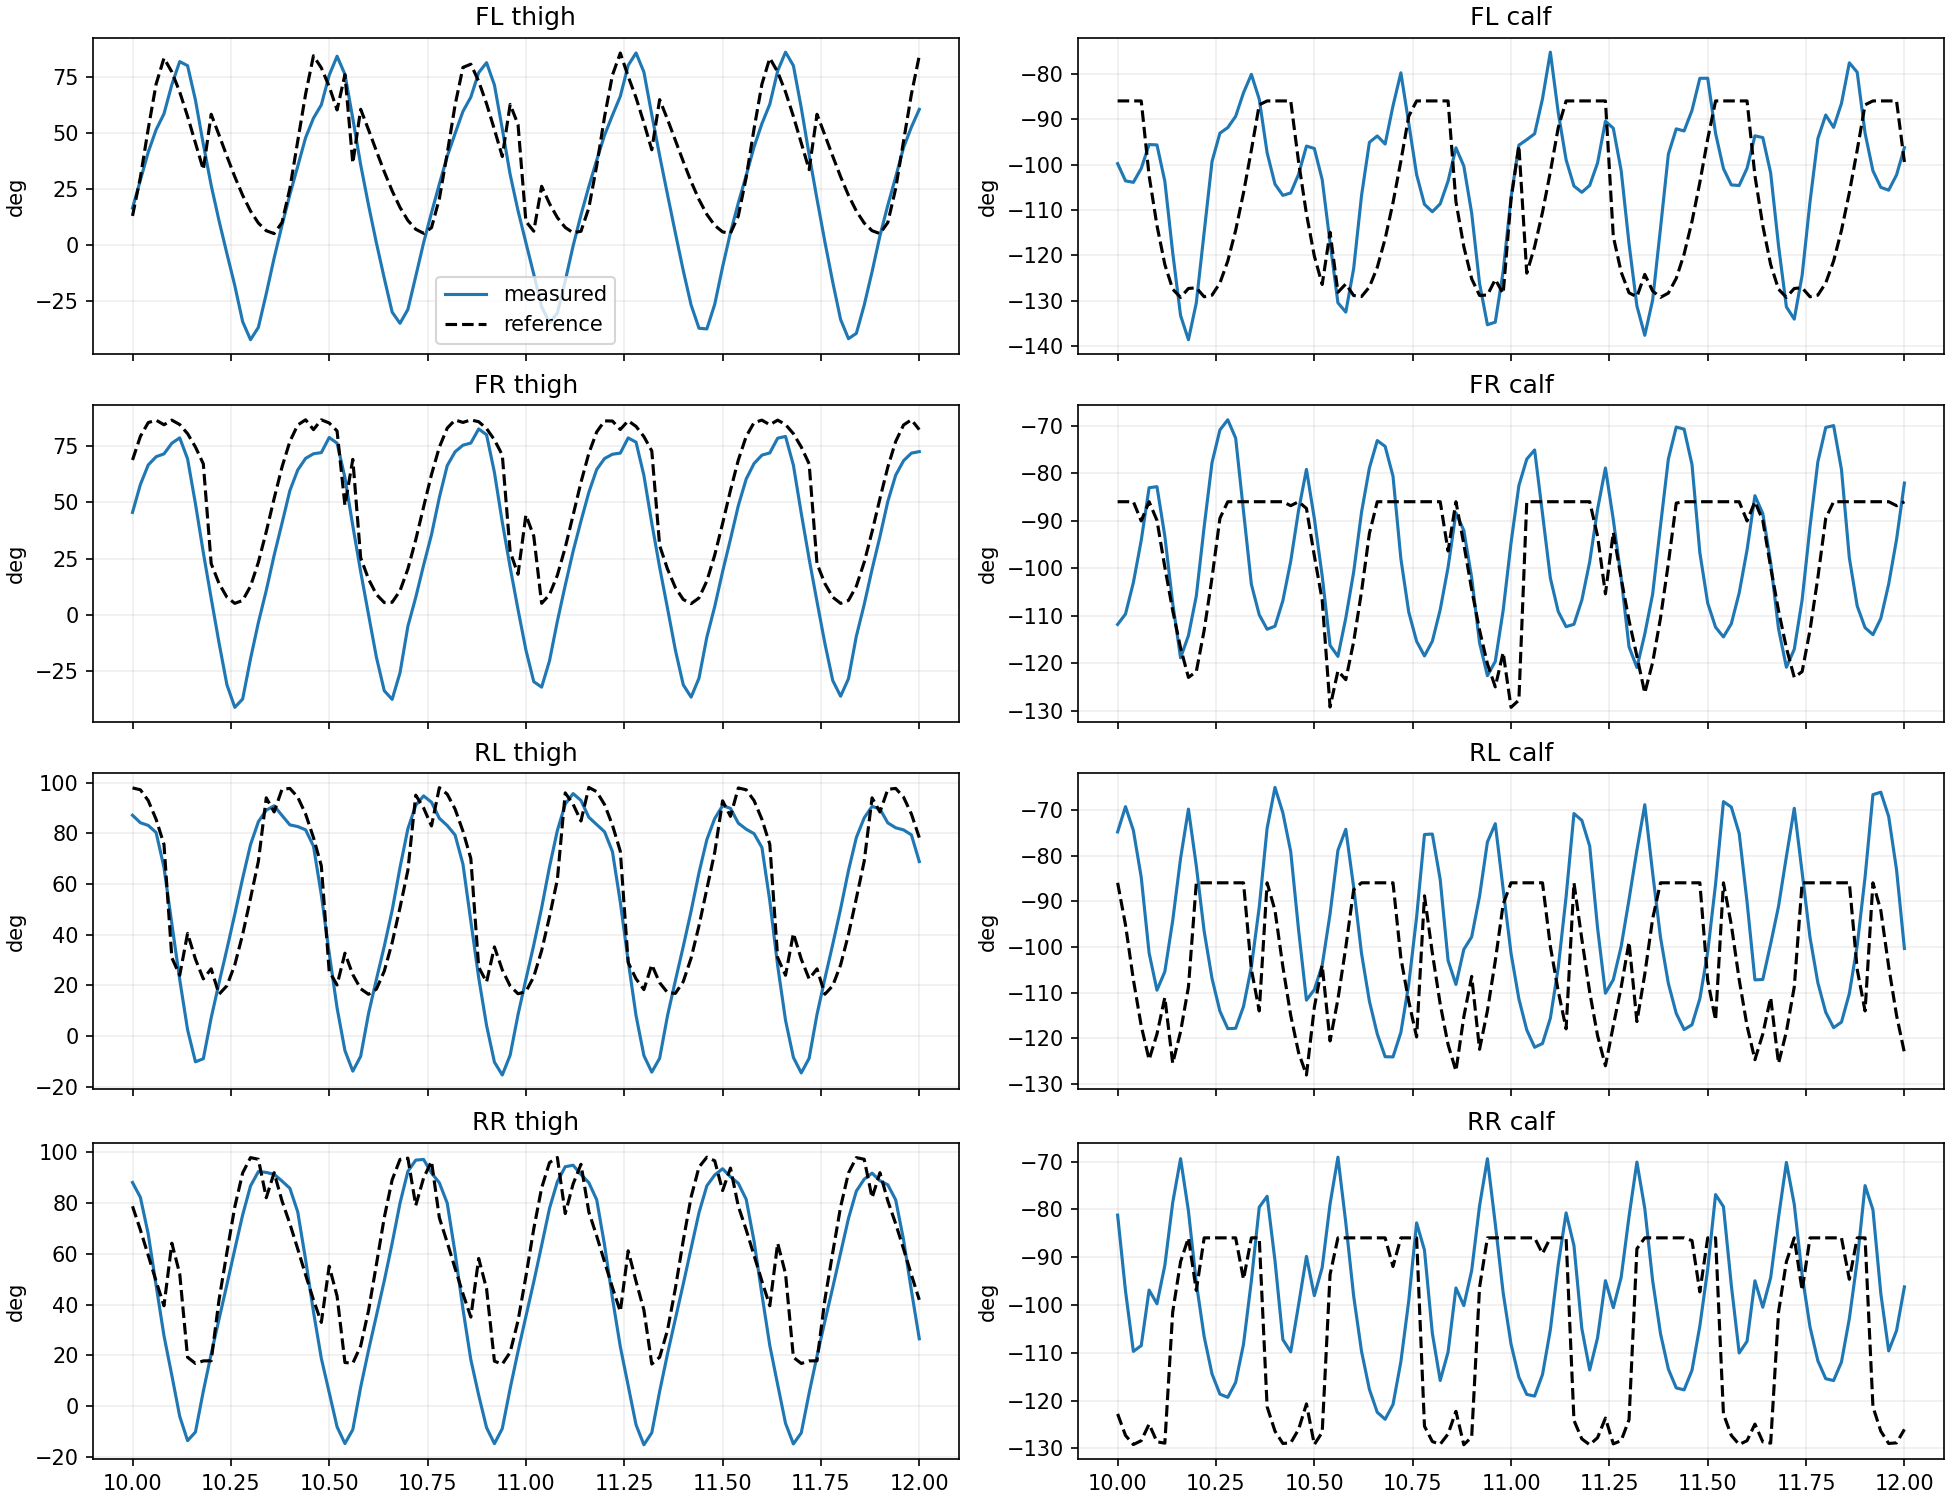 FL thigh
deg
75
50
25
0
−25
measured
reference
FL calf
deg
−80
−90
−100
−110
−120
−130
−140
FR thigh
deg
75
50
25
0
−25
FR calf
deg
−70
−80
−90
−100
−110
−120
−130
RL thigh
deg
100
80
60
40
20
0
−20
RL calf
deg
−70
−80
−90
−100
−110
−120
−130
RR thigh
deg
100
80
60
40
20
0
−20
10.00 10.25 10.50 10.75 11.00 11.25 11.50 11.75 12.00
RR calf
deg
−70
−80
−90
−100
−110
−120
−130
10.00 10.25 10.50 10.75 11.00 11.25 11.50 11.75 12.00